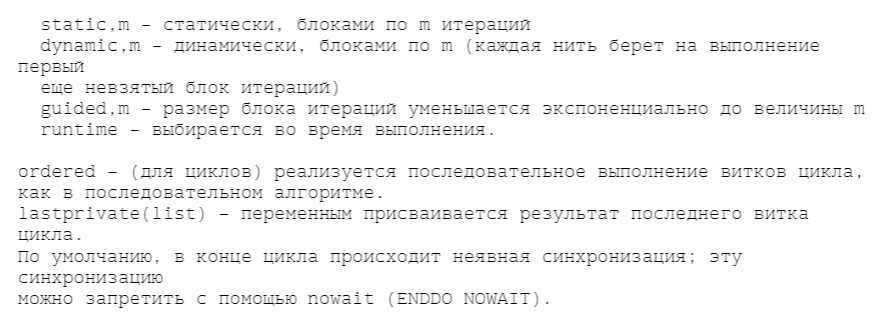 static,m – статически, блоками по m итераций
dynamic,m – динамически, блоками по m (каждая нить берет на выполнение
первый
еще невзятый блок итераций)
guided,m – размер блока итераций уменьшается экспоненциально до величины m
runtime – выбирается во время выполнения.
ordered – (для циклов) реализуется последовательное выполнение витков цикла,
как в последовательном алгоритме.
lastprivate(list) – переменным присваивается результат последнего витка
цикла.
По умолчанию, в конце цикла происходит неявная синхронизация; эту
синхронизацию
можно запретить с помощью nowait (ENDDO NOWAIT).